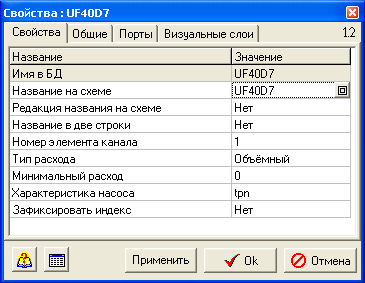 Свойства : UF40D7
Свойства Общие Порты Визуальные слои 12
Название Значение
Имя в БД UF40D7
Название на схеме UF40D7
Редакция названия на схеме Нет
Название в две строки Нет
Номер элемента канала 1
Тип расхода Объёмный
Минимальный расход 0
Характеристика насоса tpn
Зафиксировать индекс Нет
Применить Ok Отмена